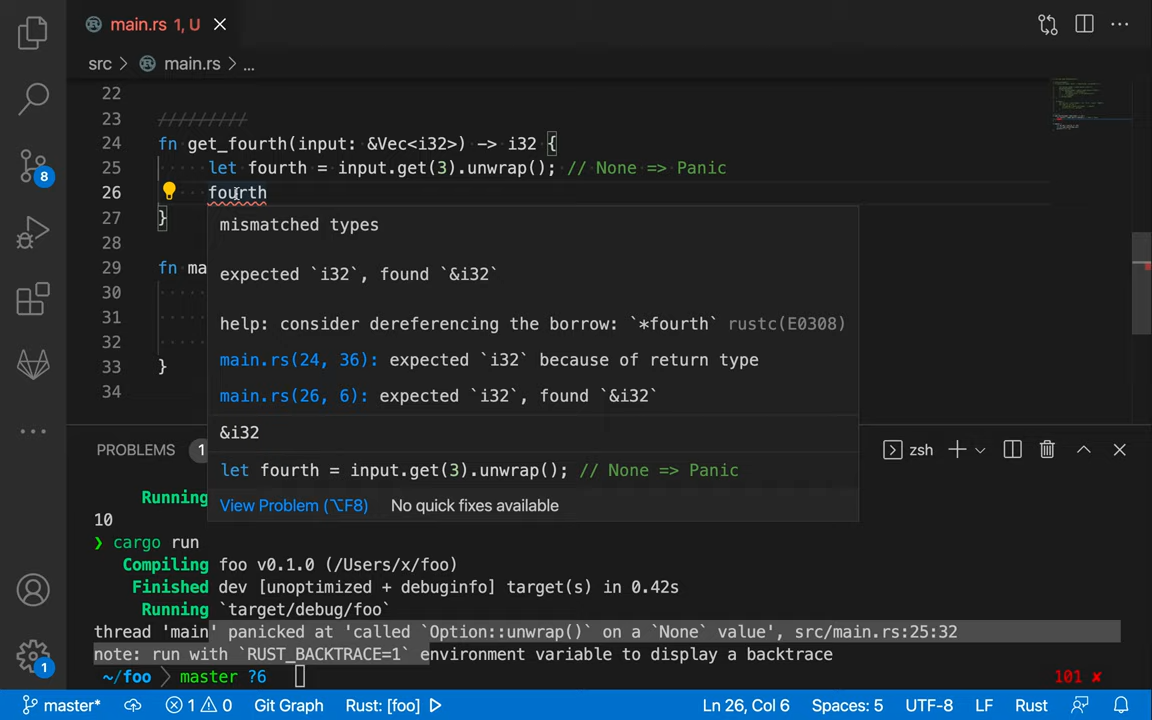 main.rs 1, U
src > main.rs > ...
22
23 /////////
24 fn get_fourth(input: &Vec<i32>) -> i32 {
25 let fourth = input.get(3).unwrap(); // None => Panic
26 fourth
27 }
28
29 fn ma
30
31
32
33 }
34
mismatched types
expected `i32`, found `&i32`
help: consider dereferencing the borrow: `*fourth` rustc(E0308)
main.rs(24, 36): expected `i32` because of return type
main.rs(26, 6): expected `i32`, found `&i32`
&i32
let fourth = input.get(3).unwrap(); // None => Panic
View Problem (⌥F8) No quick fixes available
8
PROBLEMS 1 zsh
Running
10
❯ cargo run
Compiling foo v0.1.0 (/Users/x/foo)
Finished dev [unoptimized + debuginfo] target(s) in 0.42s
Running `target/debug/foo`
thread 'main' panicked at 'called `Option::unwrap()` on a `None` value', src/main.rs:25:32
note: run with `RUST_BACKTRACE=1` environment variable to display a backtrace
~/foo master ?6 101 ✘
1
master* 1 0 Git Graph Rust: [foo] Ln 26, Col 6 Spaces: 5 UTF-8 LF Rust